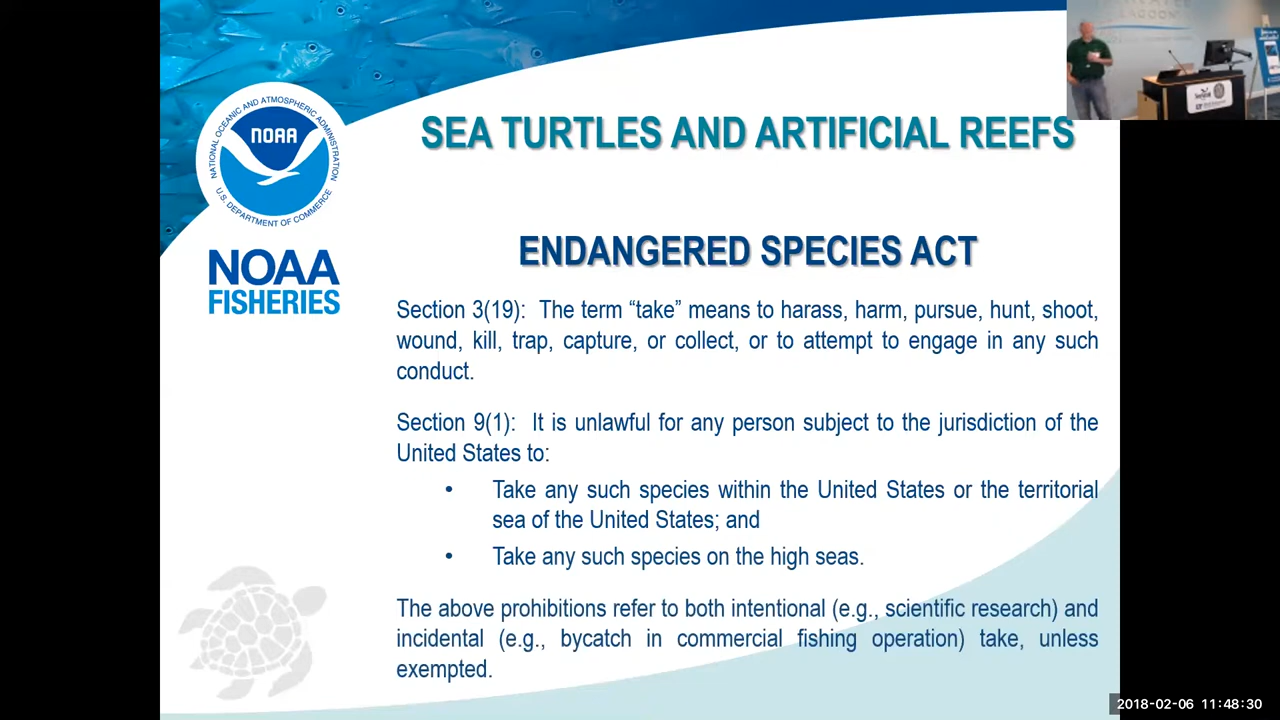 SEA TURTLES AND ARTIFICIAL REEFS
NATIONAL OCEANIC AND ATMOSPHERIC ADMINISTRATION
NOAA
U.S. DEPARTMENT OF COMMERCE
NOAA
FISHERIES
ENDANGERED SPECIES ACT
Section 3(19): The term “take” means to harass, harm, pursue, hunt, shoot,
wound, kill, trap, capture, or collect, or to attempt to engage in any such
conduct.
Section 9(1): It is unlawful for any person subject to the jurisdiction of the
United States to:
• Take any such species within the United States or the territorial
sea of the United States; and
• Take any such species on the high seas.
The above prohibitions refer to both intentional (e.g., scientific research) and
incidental (e.g., bycatch in commercial fishing operation) take, unless
exempted.
2018-02-06 11:48:30